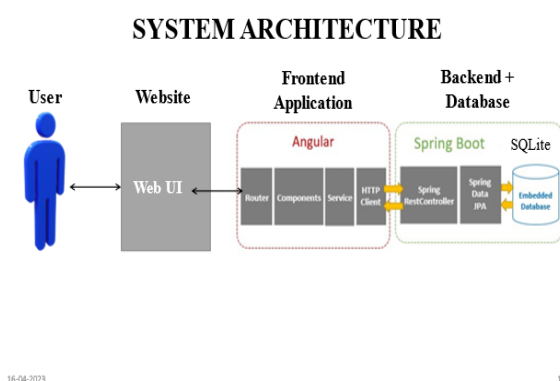 SYSTEM ARCHITECTURE
User
Website
Frontend
Application
Backend +
Database
Web UI
Angular
Router
Components
Service
HTTP
Client
Spring Boot
SQLite
Spring
RestController
Spring
Data
JPA
Embedded
Database
16-04-2023
1